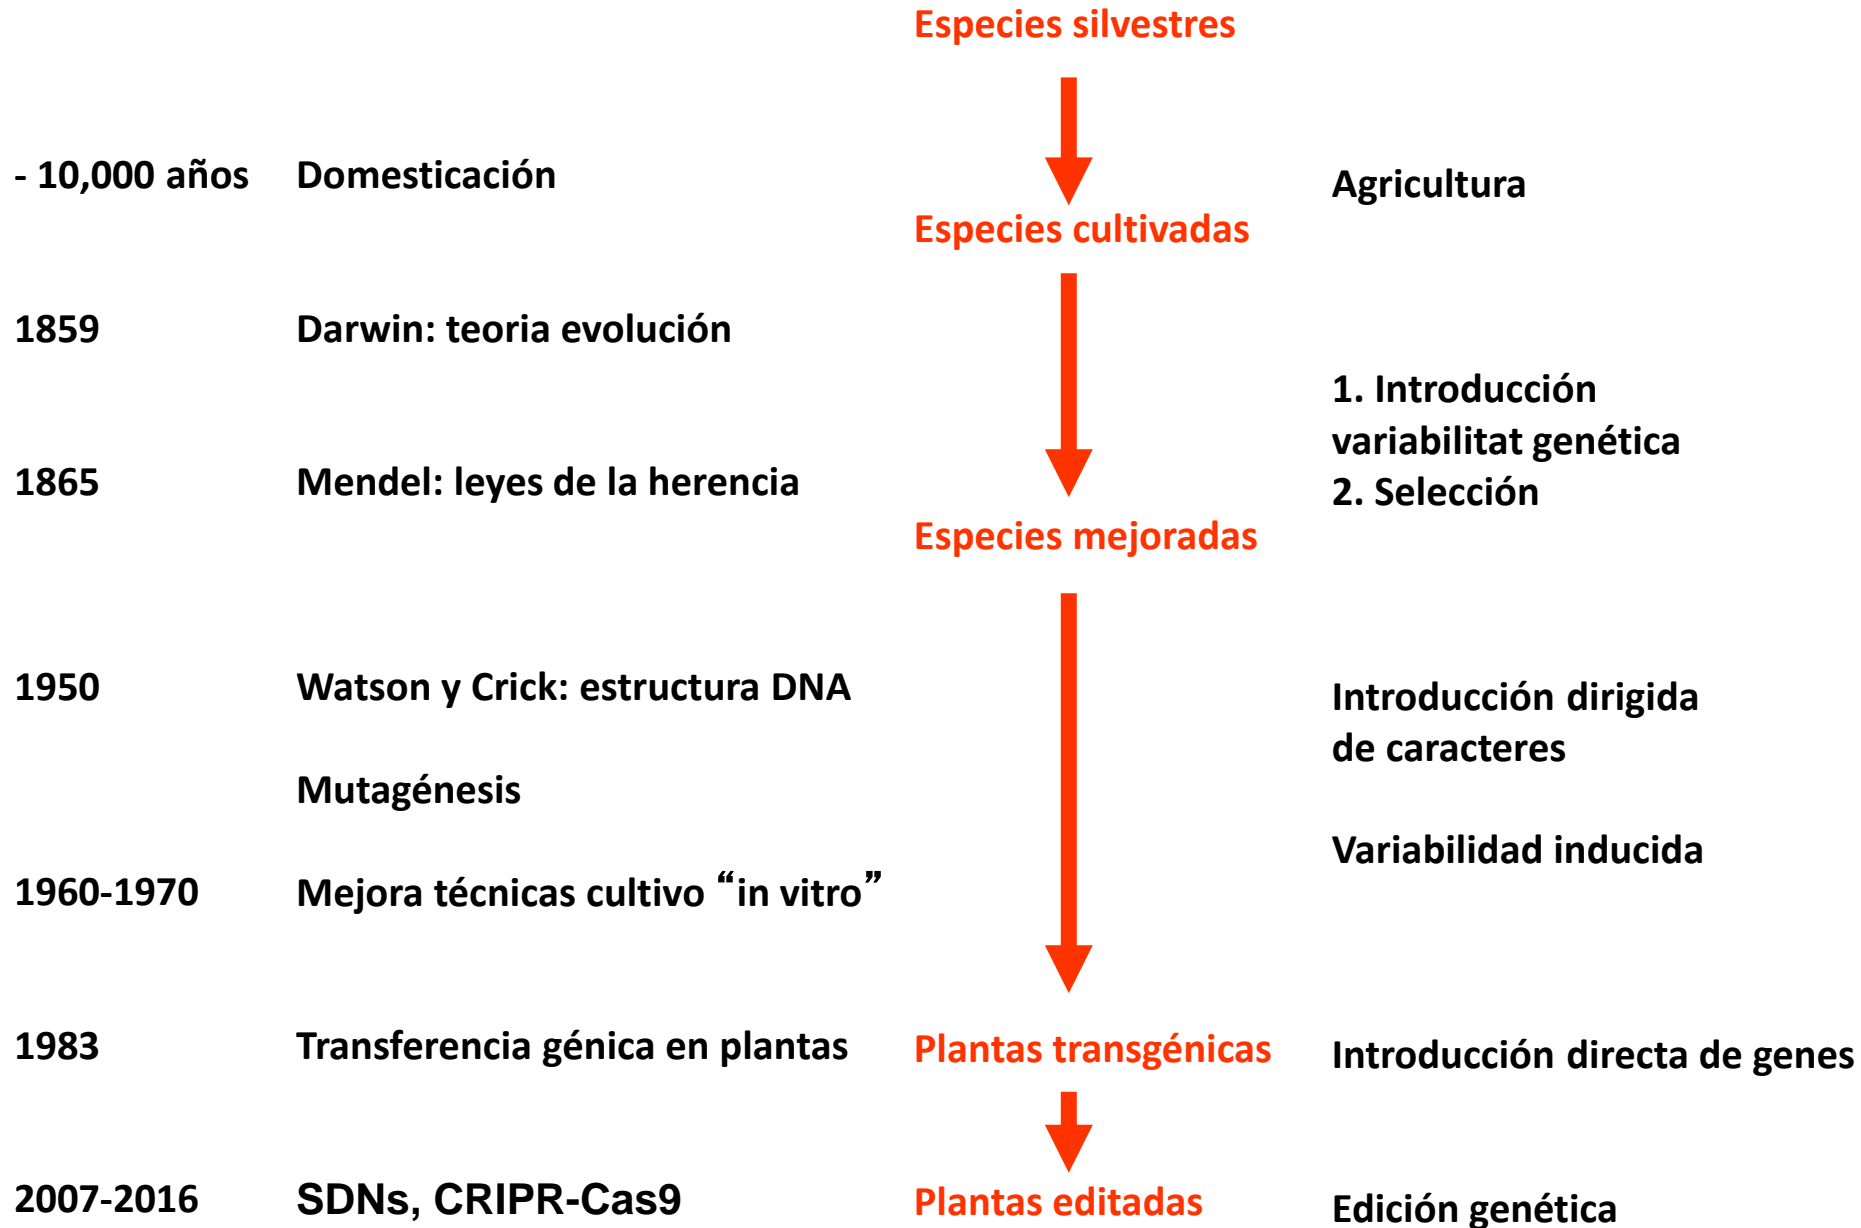 Especies silvestres
- 10,000 años
Domesticación
Agricultura
Especies cultivadas
1859
Darwin: teoria evolución
1. Introducción
variabilitat genética
2. Selección
1865
Mendel: leyes de la herencia
Especies mejoradas
1950
Watson y Crick: estructura DNA
Introducción dirigida
de caracteres
Mutagénesis
Variabilidad inducida
1960-1970
Mejora técnicas cultivo “in vitro”
1983
Transferencia génica en plantas
Plantas transgénicas
Introducción directa de genes
2007-2016
SDNs, CRIPR-Cas9
Plantas editadas
Edición genética